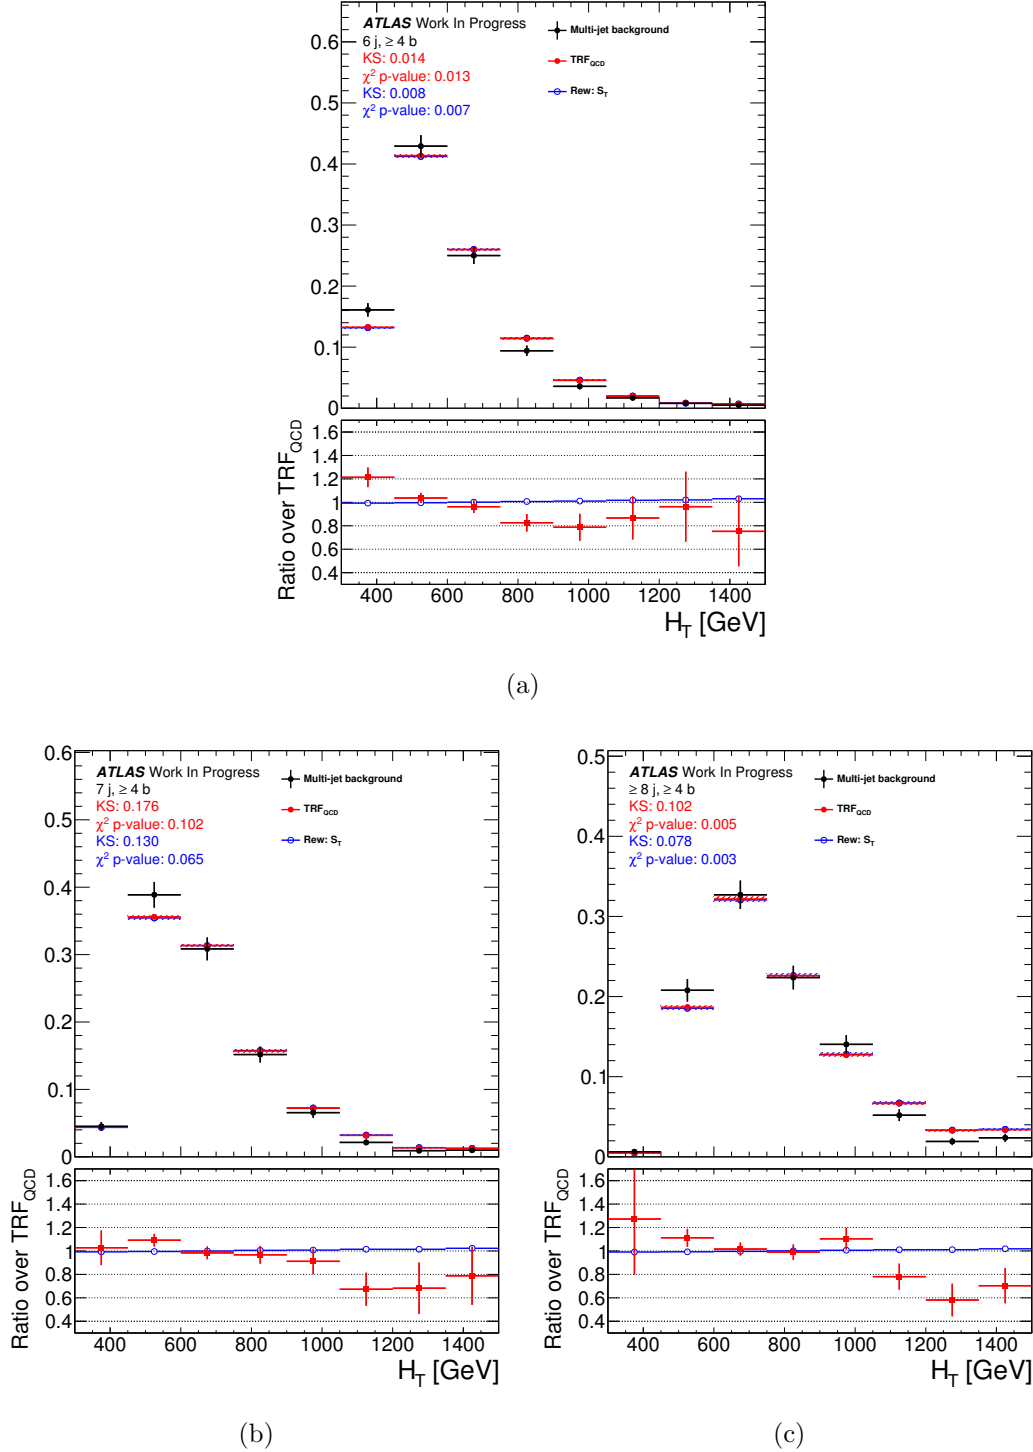 ATLAS Work In Progress
6 j, ≥ 4 b
KS: 0.014
χ² p-value: 0.013
KS: 0.008
χ² p-value: 0.007
Multi-jet background
TRF_QCD
Rew: S_T
0.6
0.5
0.4
0.3
0.2
0.1
0
Ratio over TRF_QCD
1.6
1.4
1.2
1
0.8
0.6
0.4
400 600 800 1000 1200 1400
H_T [GeV]
(a)
ATLAS Work In Progress
7 j, ≥ 4 b
KS: 0.176
χ² p-value: 0.102
KS: 0.130
χ² p-value: 0.065
Multi-jet background
TRF_QCD
Rew: S_T
0.6
0.5
0.4
0.3
0.2
0.1
0
Ratio over TRF_QCD
1.6
1.4
1.2
1
0.8
0.6
0.4
400 600 800 1000 1200 1400
H_T [GeV]
(b)
ATLAS Work In Progress
≥ 8 j, ≥ 4 b
KS: 0.102
χ² p-value: 0.005
KS: 0.078
χ² p-value: 0.003
Multi-jet background
TRF_QCD
Rew: S_T
0.5
0.4
0.3
0.2
0.1
0
Ratio over TRF_QCD
1.6
1.4
1.2
1
0.8
0.6
0.4
400 600 800 1000 1200 1400
H_T [GeV]
(c)